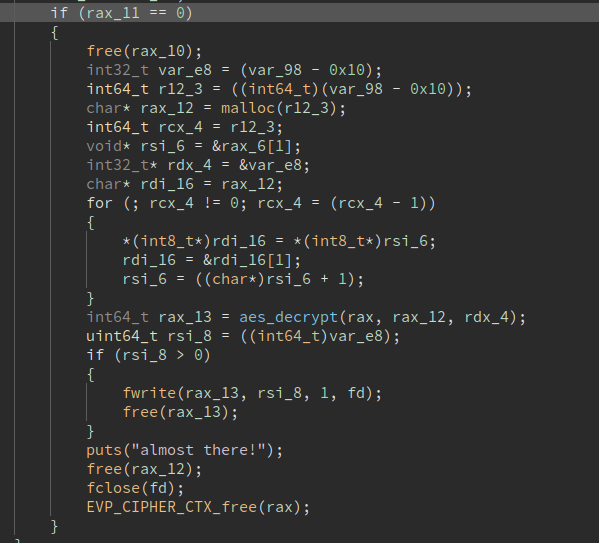 if (rax_11 == 0)
{
free(rax_10);
int32_t var_e8 = (var_98 - 0x10);
int64_t r12_3 = ((int64_t)(var_98 - 0x10));
char* rax_12 = malloc(r12_3);
int64_t rcx_4 = r12_3;
void* rsi_6 = &rax_6[1];
int32_t* rdx_4 = &var_e8;
char* rdi_16 = rax_12;
for (; rcx_4 != 0; rcx_4 = (rcx_4 - 1))
{
*(int8_t*)rdi_16 = *(int8_t*)rsi_6;
rdi_16 = &rdi_16[1];
rsi_6 = ((char*)rsi_6 + 1);
}
int64_t rax_13 = aes_decrypt(rax, rax_12, rdx_4);
uint64_t rsi_8 = ((int64_t)var_e8);
if (rsi_8 > 0)
{
fwrite(rax_13, rsi_8, 1, fd);
free(rax_13);
}
puts("almost there!");
free(rax_12);
fclose(fd);
EVP_CIPHER_CTX_free(rax);
}